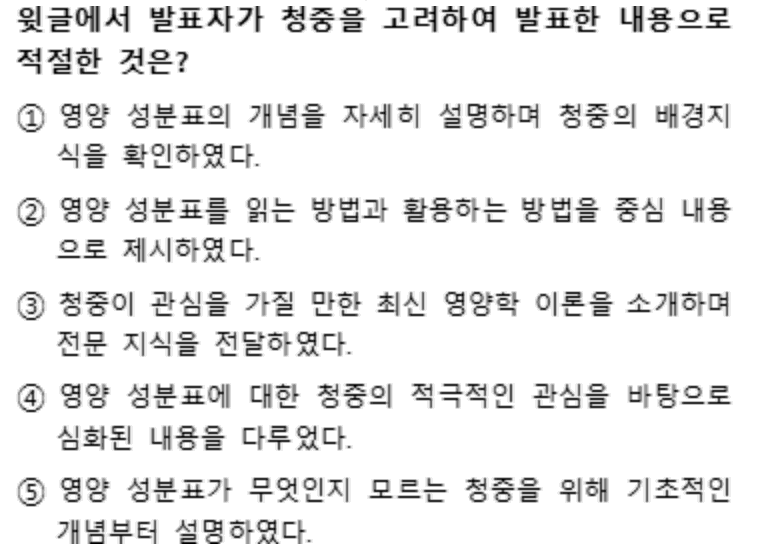 윗글에서 발표자가 청중을 고려하여 발표한 내용으로
적절한 것은?
① 영양 성분표의 개념을 자세히 설명하며 청중의 배경지
식을 확인하였다.
② 영양 성분표를 읽는 방법과 활용하는 방법을 중심 내용
으로 제시하였다.
③ 청중이 관심을 가질 만한 최신 영양학 이론을 소개하며
전문 지식을 전달하였다.
④ 영양 성분표에 대한 청중의 적극적인 관심을 바탕으로
심화된 내용을 다루었다.
⑤ 영양 성분표가 무엇인지 모르는 청중을 위해 기초적인
개념부터 설명하였다.